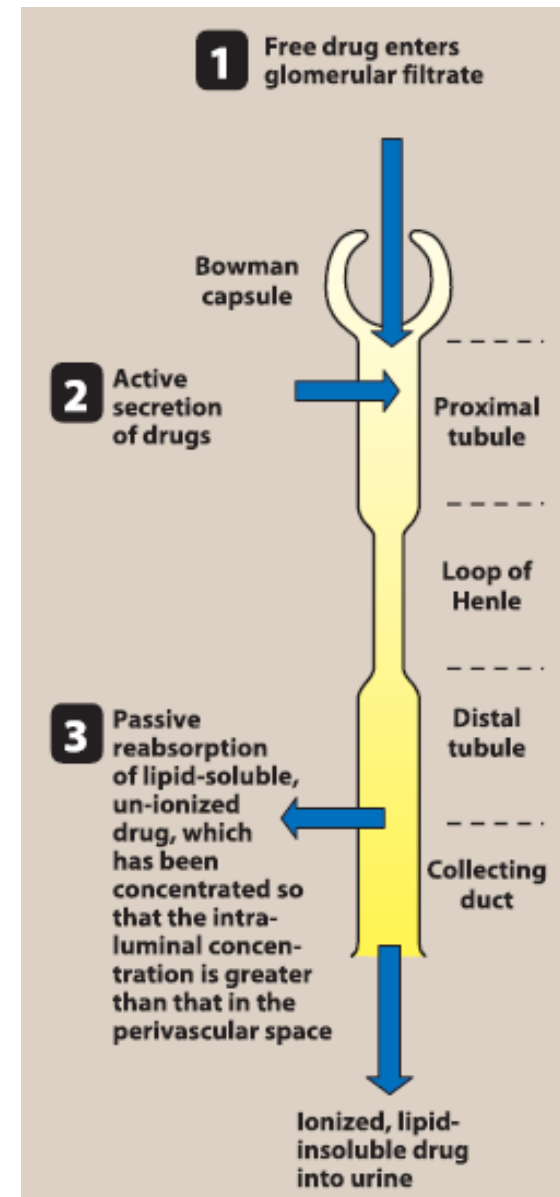 1
Free drug enters
glomerular filtrate
Bowman
capsule
2
Active
secretion
of drugs
Proximal
tubule
Loop of
Henle
Distal
tubule
3
Passive
reabsorption
of lipid-soluble,
un-ionized
drug, which
has been
concentrated so
that the intra-
luminal concen-
tration is greater
than that in the
perivascular space
Collecting
duct
Ionized, lipid-
insoluble drug
into urine